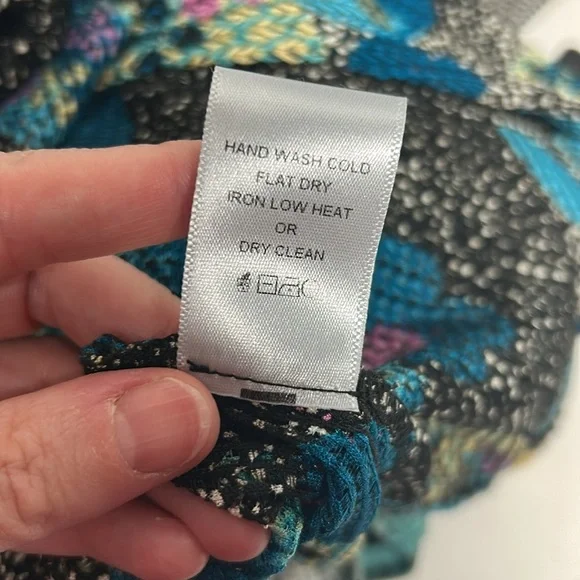 HAND WASH COLD
FLAT DRY
IRON LOW HEAT
OR
DRY CLEAN